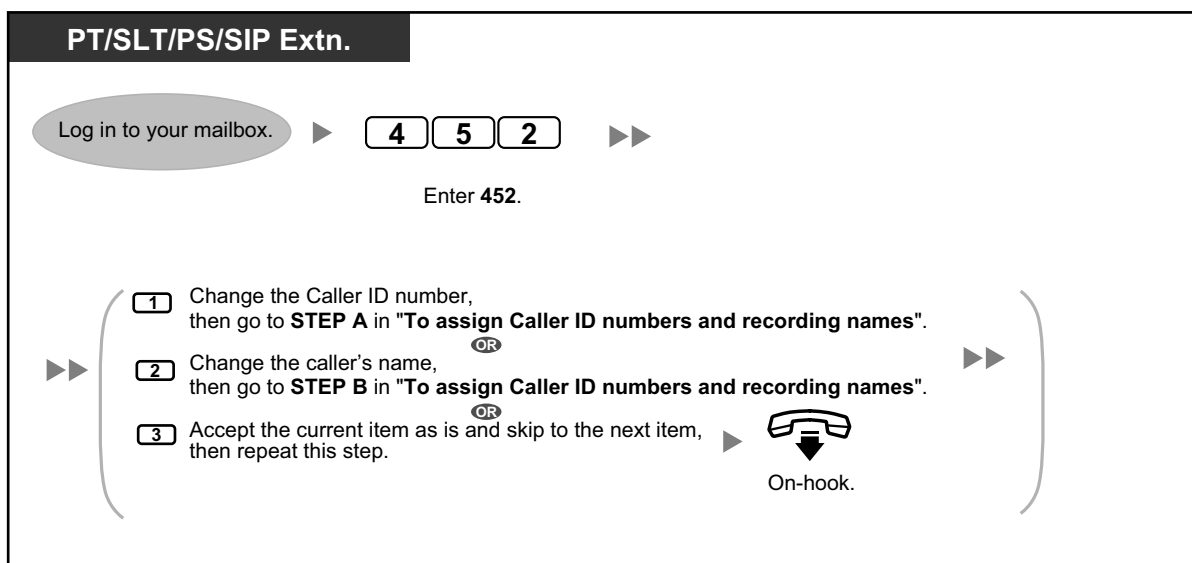 PT/SLT/PS/SIP Extn.
Log in to your mailbox.
4 5 2
Enter 452.
1 Change the Caller ID number,
then go to STEP A in "To assign Caller ID numbers and recording names".
OR
2 Change the caller's name,
then go to STEP B in "To assign Caller ID numbers and recording names".
OR
3 Accept the current item as is and skip to the next item,
then repeat this step.
On-hook.